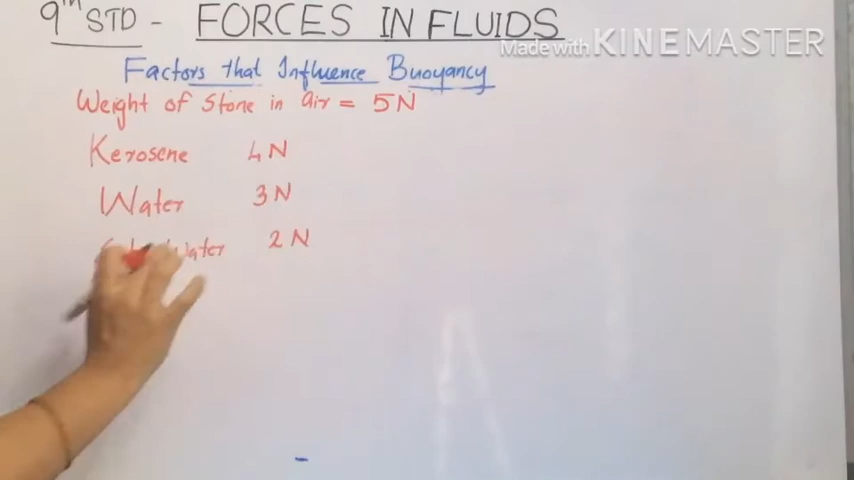 9th STD - FORCES IN FLUIDS
Made with KINEMASTER
Factors that Influence Buoyancy
Weight of Stone in air = 5N
Kerosene 4N
Water 3N
Water 2N